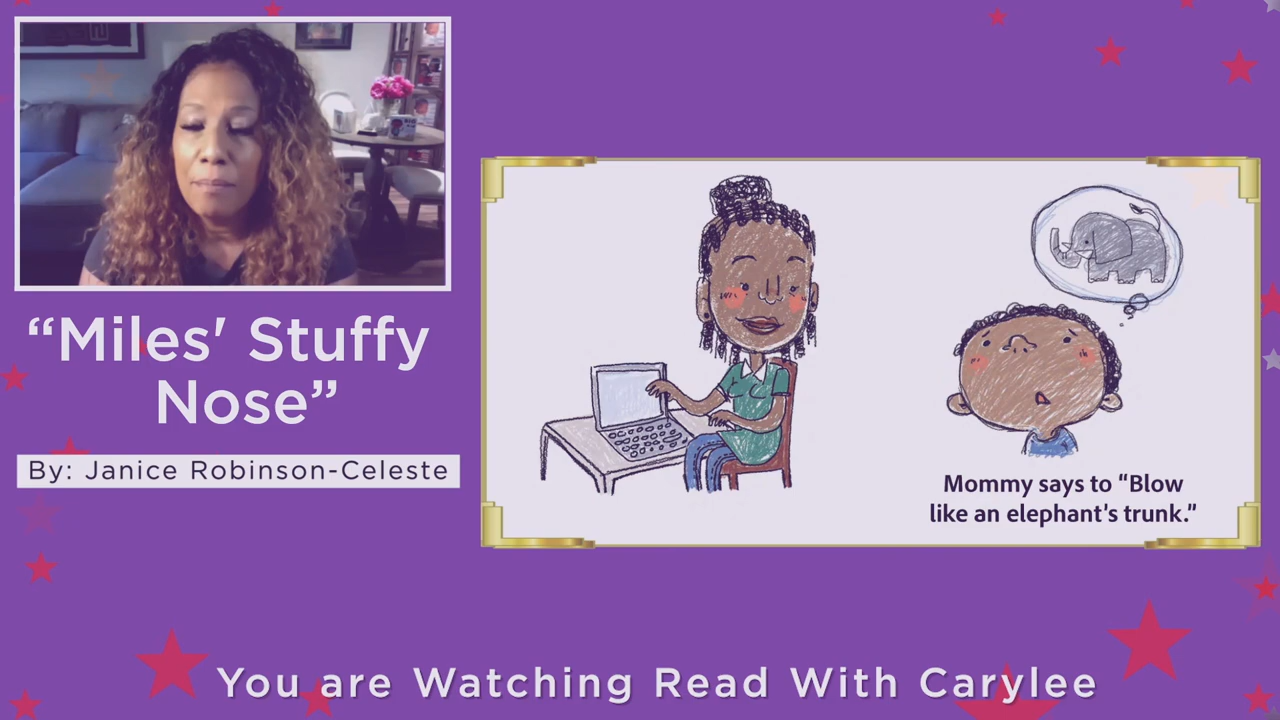 “Miles' Stuffy
Nose”
By: Janice Robinson-Celeste
Mommy says to “Blow
like an elephant's trunk.”
You are Watching Read With Carylee